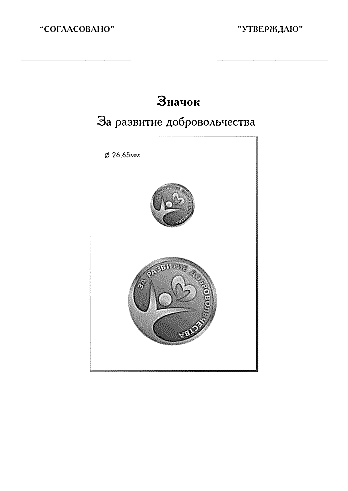 "СОГЛАСОВАНО" "УТВЕРЖДАЮ"
Значок
За развитие добровольчества
ø 26,65мм
ЗА РАЗВИТИЕ ДОБРОВОЛЬЧЕСТВА